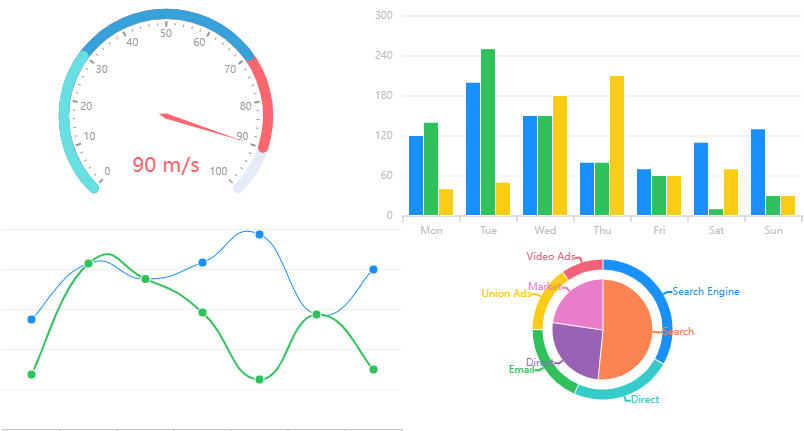 0
10
20
30
40
50
60
70
80
90
100
90 m/s
300
240
180
120
60
0
Mon Tue Wed Thu Fri Sat Sun
Video Ads
Market
Union Ads
Search Engine
Search
Direct
Email
Direct